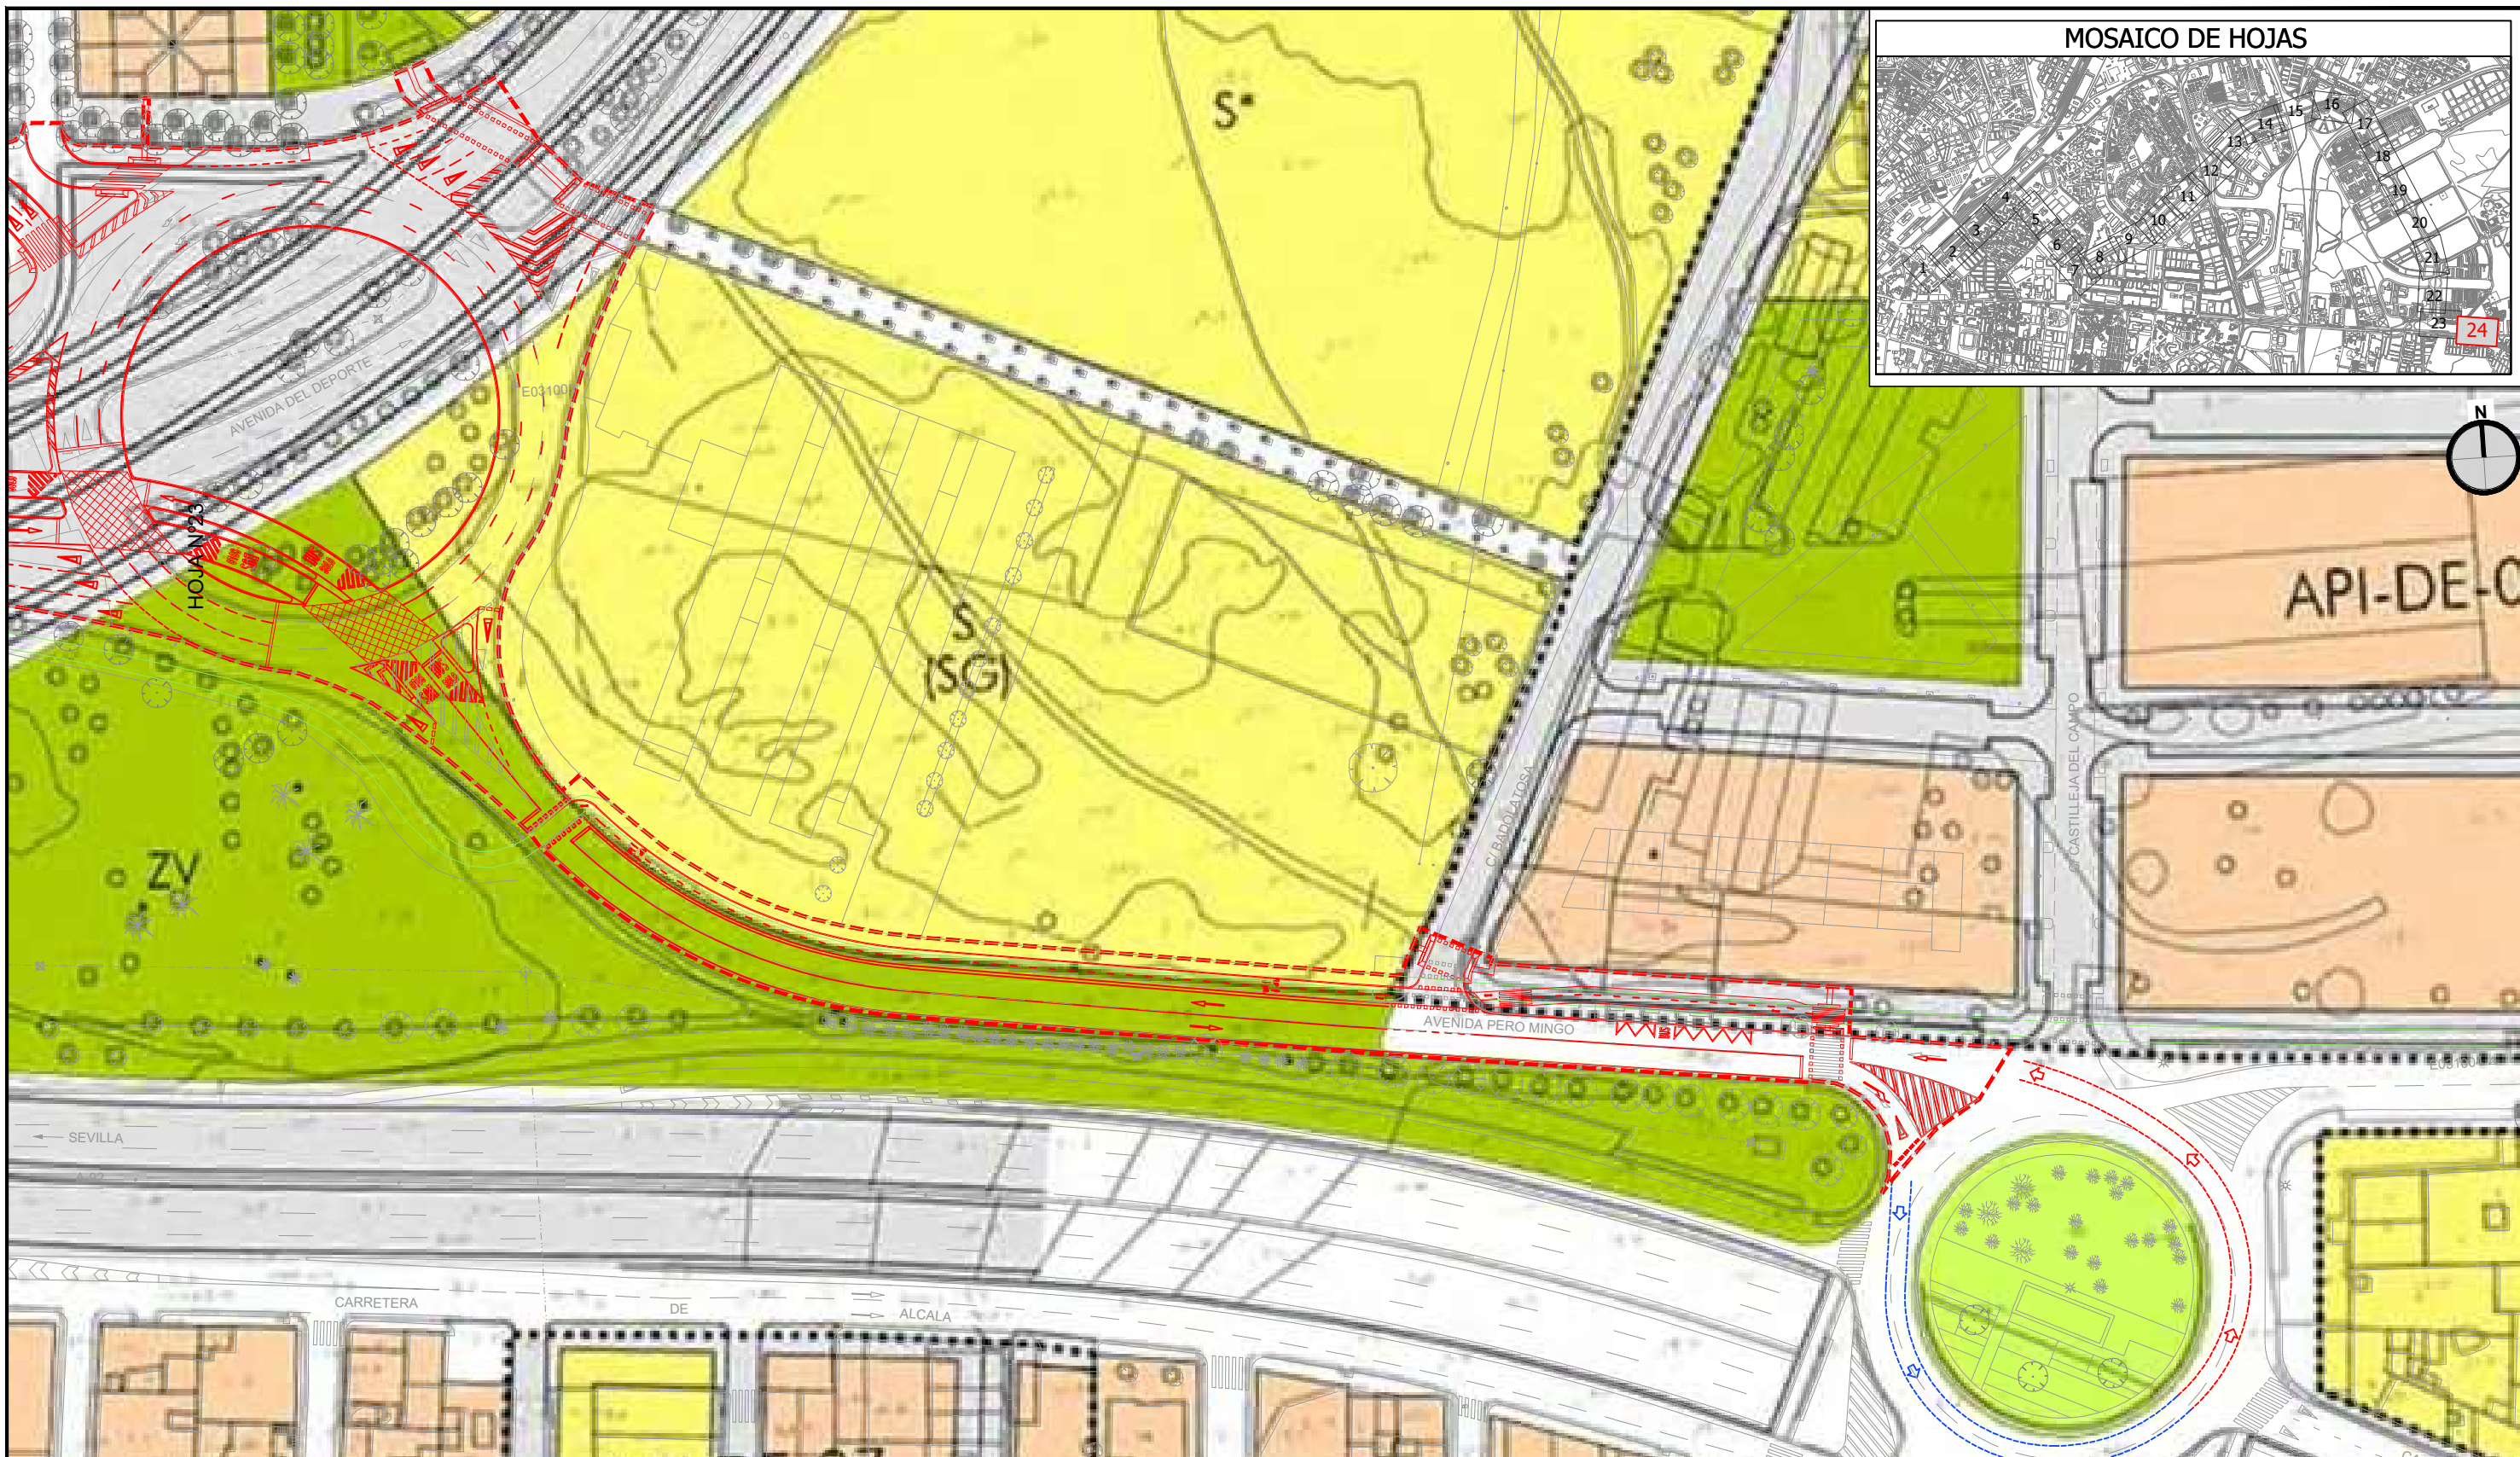 MOSAICO DE HOJAS
1
2
3
4
5
6
7
8
9
10
11
12
13
14
15
16
17
18
19
20
21
22
23
24
N
S*
AVENIDA DEL DEPORTE
HOJA Nº23
S
(SG)
ZV
API-DE-0
C/ BADOLATOSA
CASTILLEJA DEL CAMPO
AVENIDA PERO MINGO
SEVILLA
A-92
CARRETERA
DE
ALCALA